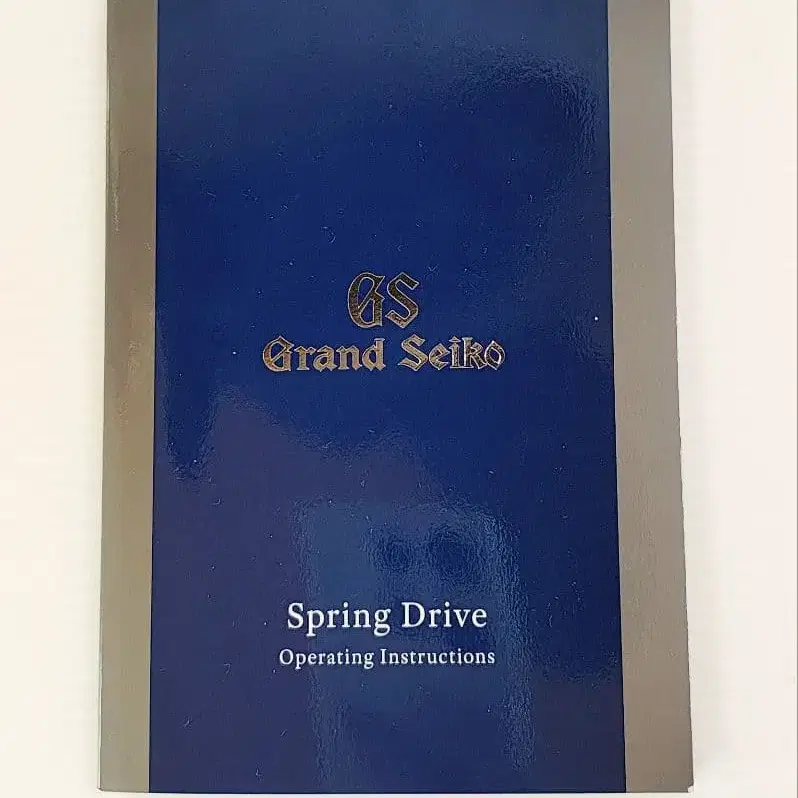 GS
Grand Seiko
Spring Drive
Operating Instructions